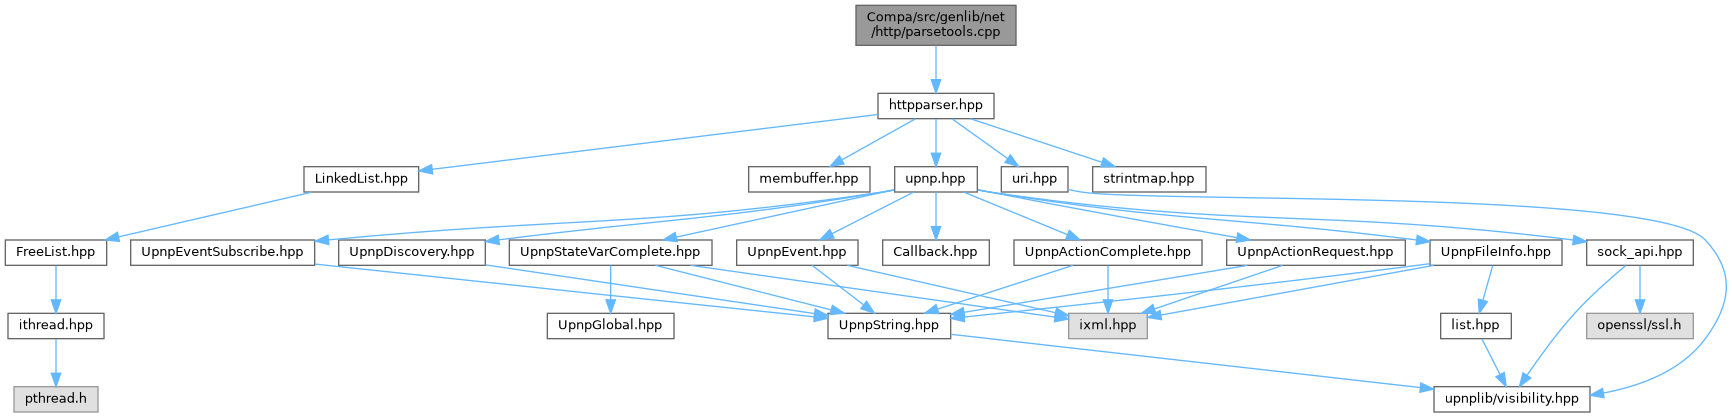 Compa/src/genlib/net
/http/parsetools.cpp
httpparser.hpp
LinkedList.hpp
membuffer.hpp
upnp.hpp
uri.hpp
strintmap.hpp
FreeList.hpp
UpnpEventSubscribe.hpp
UpnpDiscovery.hpp
UpnpStateVarComplete.hpp
UpnpEvent.hpp
Callback.hpp
UpnpActionComplete.hpp
UpnpActionRequest.hpp
UpnpFileInfo.hpp
sock_api.hpp
ithread.hpp
UpnpGlobal.hpp
UpnpString.hpp
ixml.hpp
list.hpp
openssl/ssl.h
pthread.h
upnplib/visibility.hpp